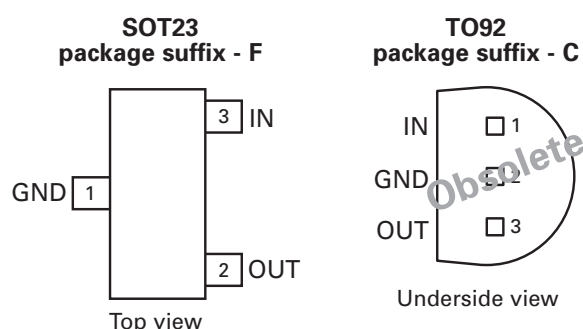 SOT23
package suffix - F
3 IN
GND 1
2 OUT
Top view
TO92
package suffix - C
IN 1
GND 2
OUT 3
Obsolete
Underside view